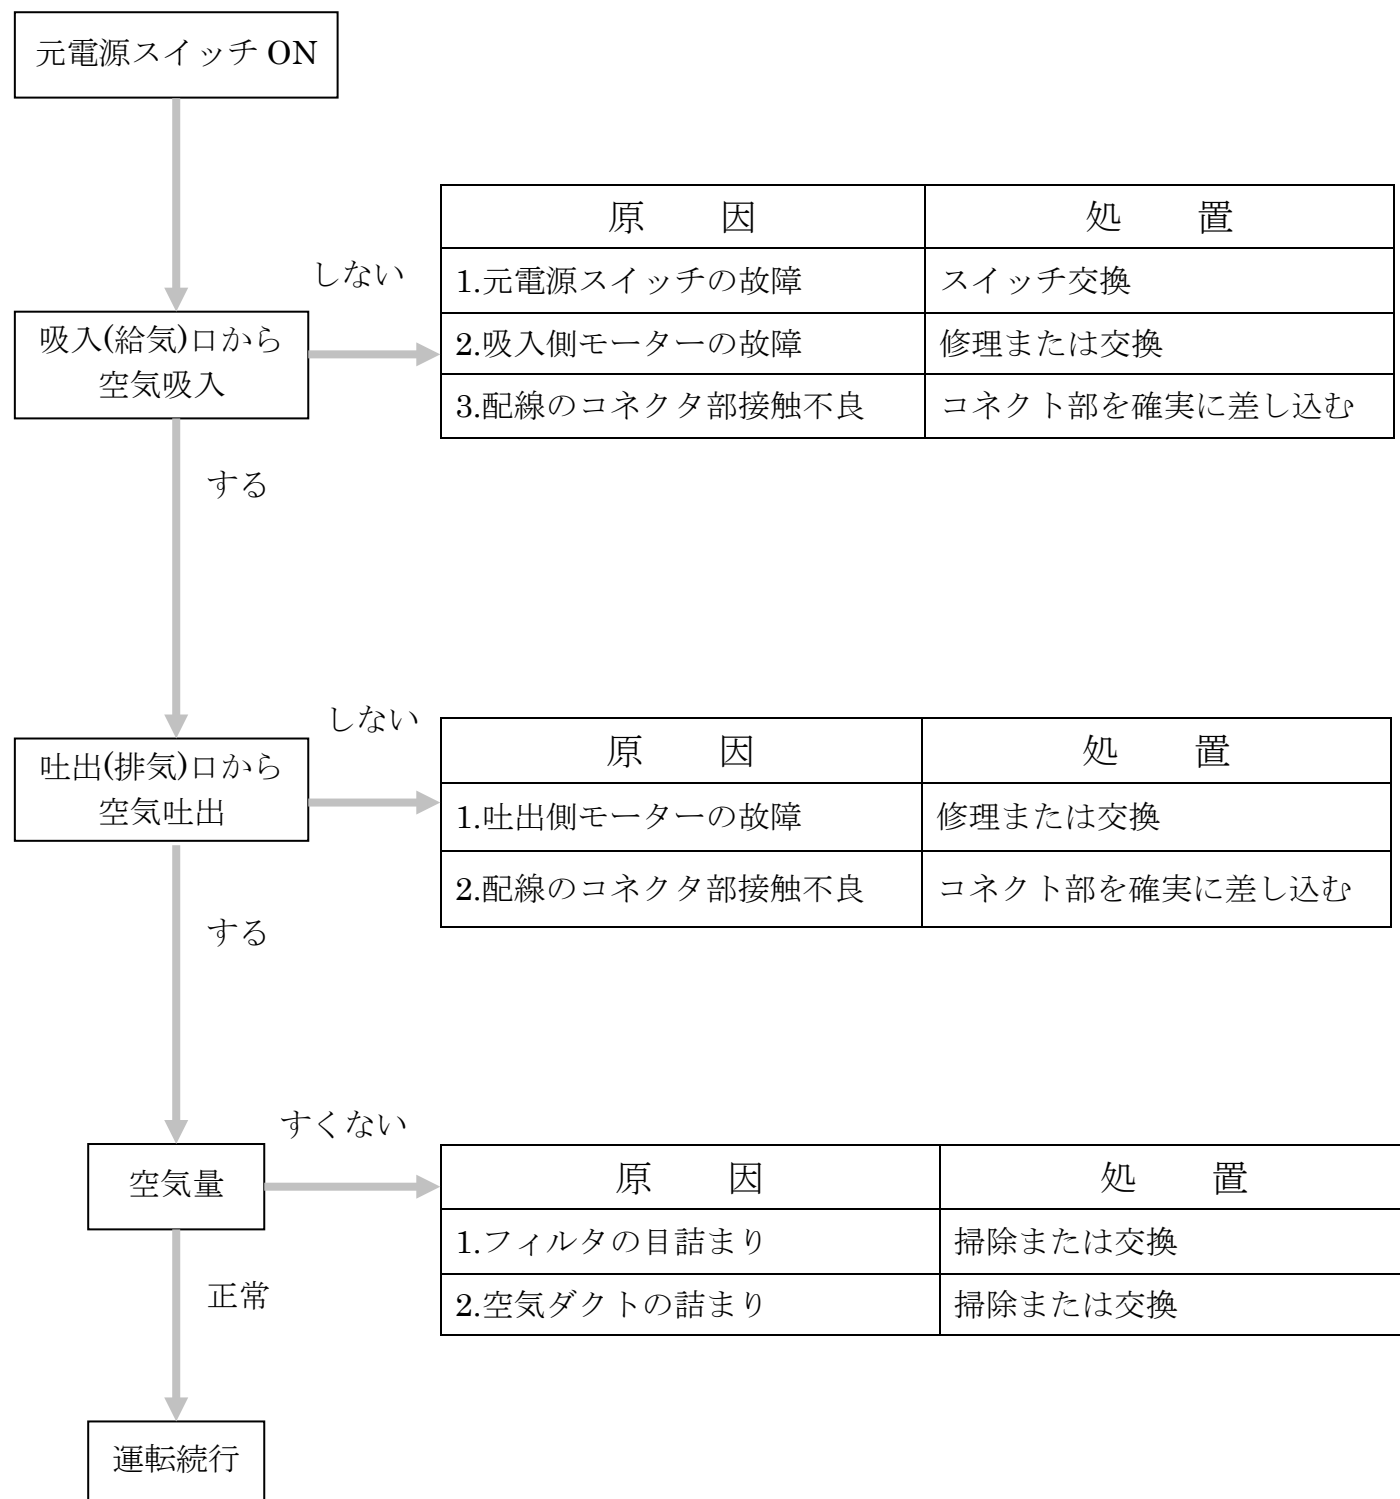 元電源スイッチ ON
原　　因 処　　置
しない
1.元電源スイッチの故障 スイッチ交換
吸入(給気)口から
空気吸入
2.吸入側モーターの故障 修理または交換
3.配線のコネクタ部接触不良 コネクト部を確実に差し込む
する
しない
原　　因 処　　置
吐出(排気)口から
空気吐出
1.吐出側モーターの故障 修理または交換
2.配線のコネクタ部接触不良 コネクト部を確実に差し込む
する
すくない
空気量
原　　因 処　　置
1.フィルタの目詰まり 掃除または交換
2.空気ダクトの詰まり 掃除または交換
正常
運転続行